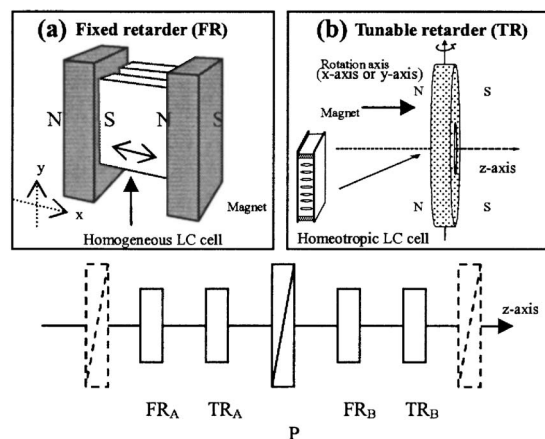 (a) Fixed retarder (FR)
N S N S
y
x
Magnet
Homogeneous LC cell
(b) Tunable retarder (TR)
Rotation axis
(x-axis or y-axis)
N S
Magnet
z-axis
N S
Homeotropic LC cell
z-axis
FRA TRA FRB TRB
P